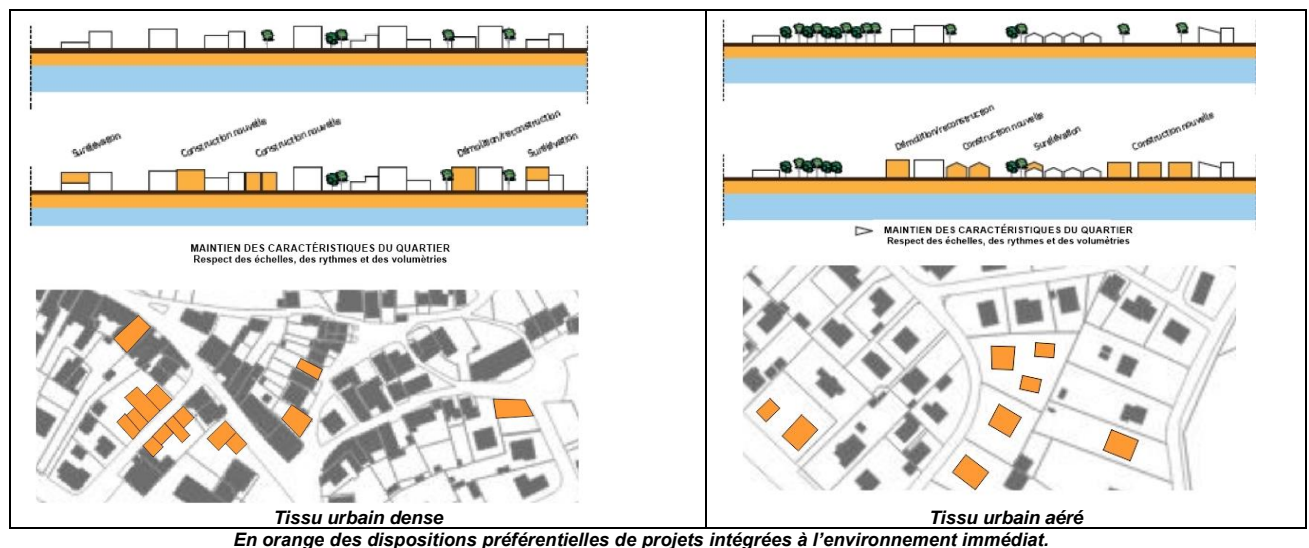 Surélévation
Construction nouvelle
Construction nouvelle
Démolition/reconstruction
Surélévation
MAINTIEN DES CARACTÉRISTIQUES DU QUARTIER
Respect des échelles, des rythmes et des volumètries
Tissu urbain dense
Démolition/reconstruction
Construction nouvelle
Surélévation
Construction nouvelle
MAINTIEN DES CARACTÉRISTIQUES DU QUARTIER
Respect des échelles, des rythmes et des volumètries
Tissu urbain aéré
En orange des dispositions préférentielles de projets intégrées à l'environnement immédiat.